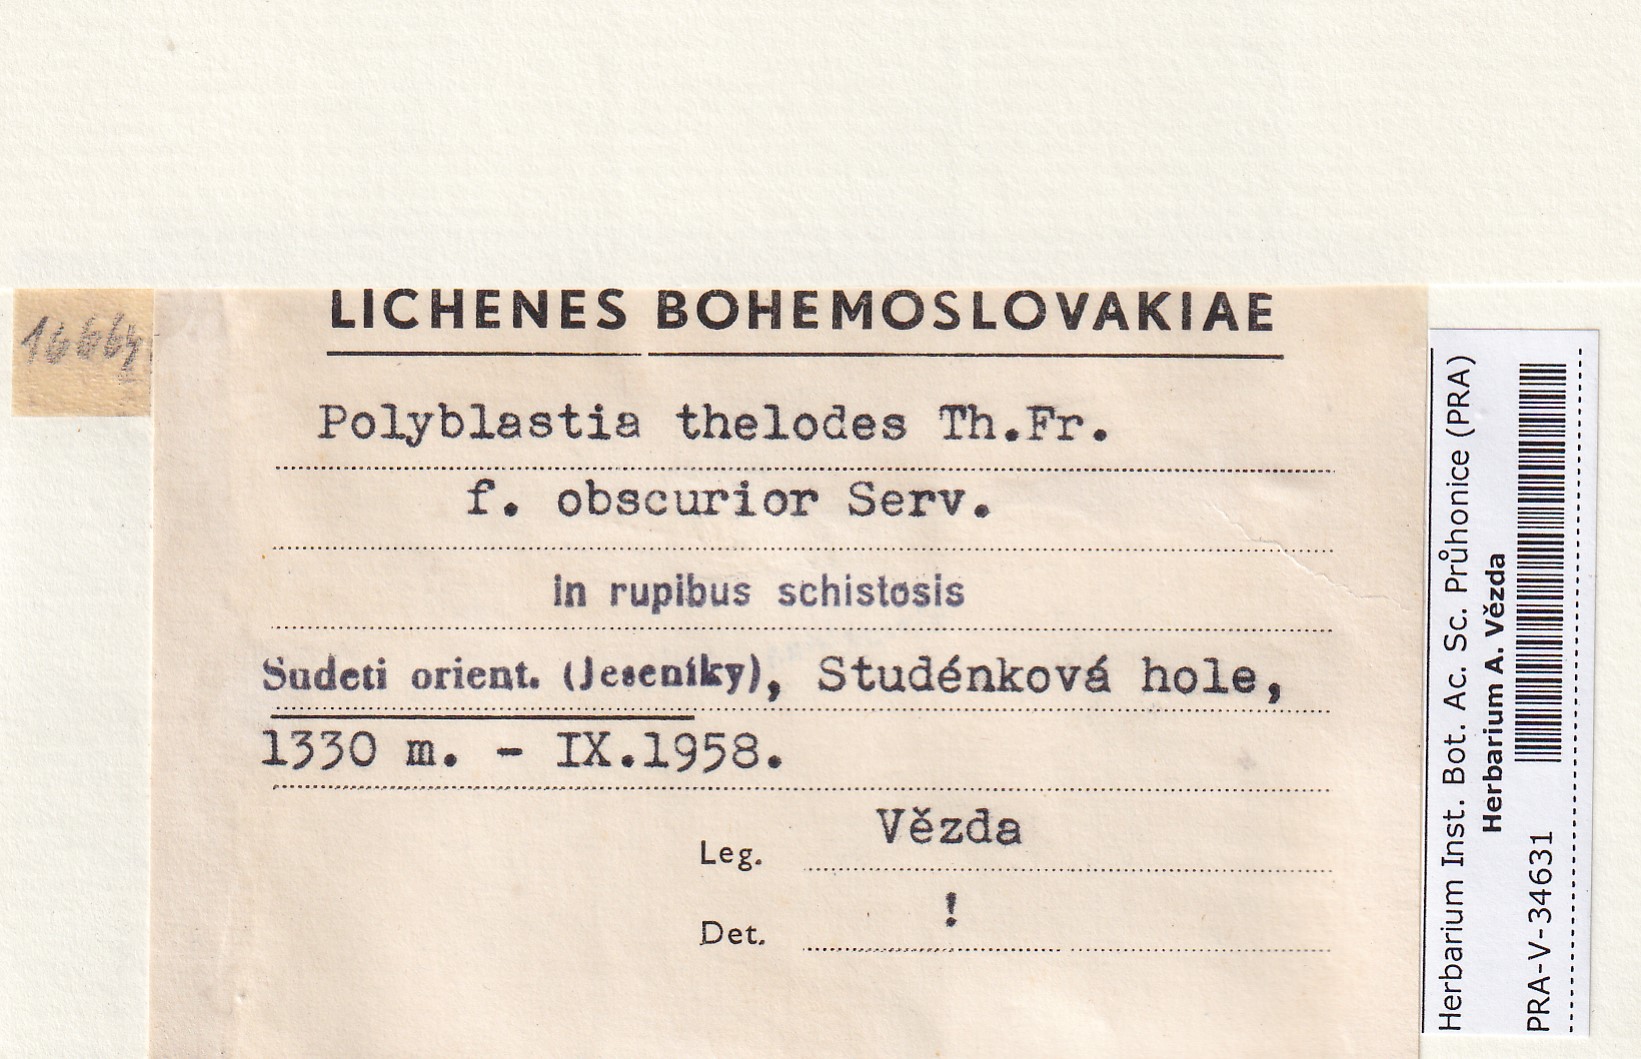 LICHENES BOHEMOSLOVAKIAE
Polyblastia thelodes Th.Fr.
f. obscurior Serv.
in rupibus schistosis
Sudeti orient. (Jeseníky), Studénková hole,
1330 m. - IX.1958.
Leg. Vězda
Det. !
Herbarium Inst. Bot. Ac. Sc. Průhonice (PRA)
Herbarium A. Vězda
PRA-V-34631